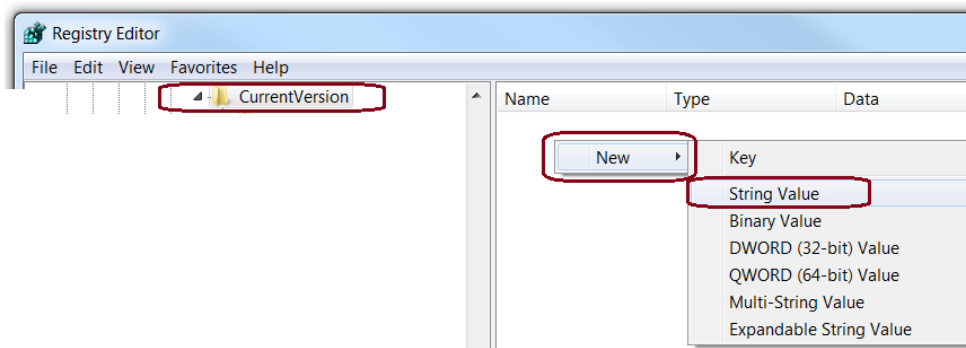 Registry Editor
File Edit View Favorites Help
CurrentVersion
Name Type Data
New
Key
String Value
Binary Value
DWORD (32-bit) Value
QWORD (64-bit) Value
Multi-String Value
Expandable String Value